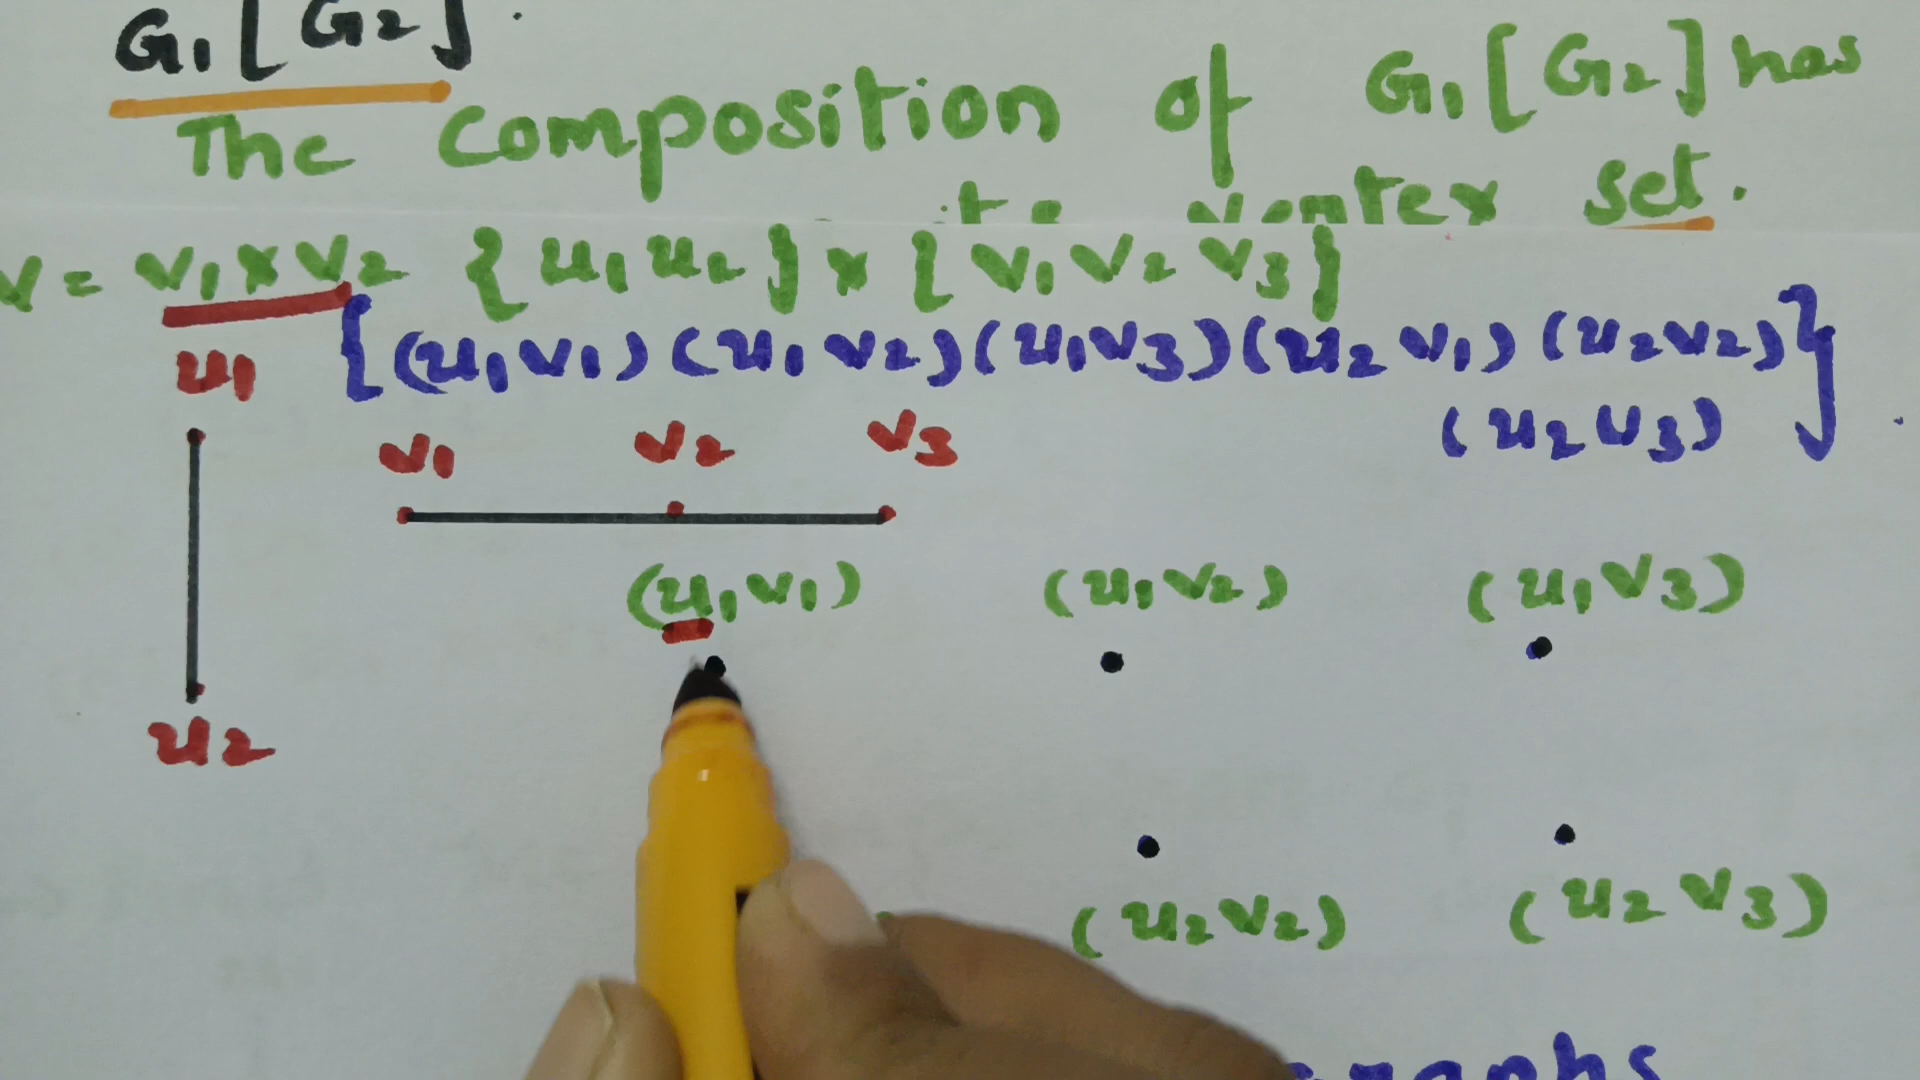 G1[G2].
The composition of G1[G2] has
vertex set.
V = V1 x V2 {u1 u2} x {v1 v2 v3}
{(u1 v1) (u1 v2) (u1 v3) (u2 v1) (u2 v2)
(u2 v3)}
u1
v1 v2 v3
u2
(u1 v1) (u1 v2) (u1 v3)
(u2 v2) (u2 v3)